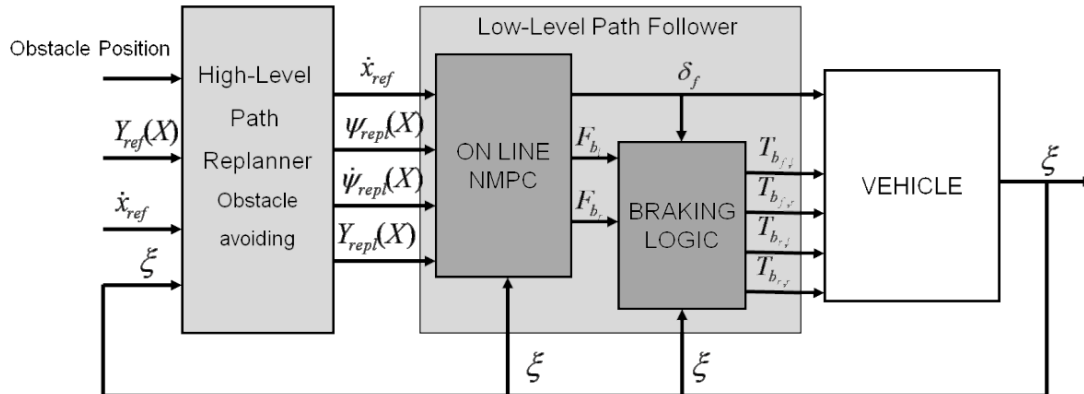 Low-Level Path Follower
Obstacle Position
High-Level
Path
Replanner
Obstacle
avoiding
Y_ref(X)
ẋ_ref
ξ
ẋ_ref
ψ_repl(X)
ψ̇_repl(X)
Y_repl(X)
ON LINE
NMPC
δ_f
F_b_l
F_b_r
BRAKING
LOGIC
T_b_f,l
T_b_f,r
T_b_r,l
T_b_r,r
VEHICLE
ξ
ξ
ξ